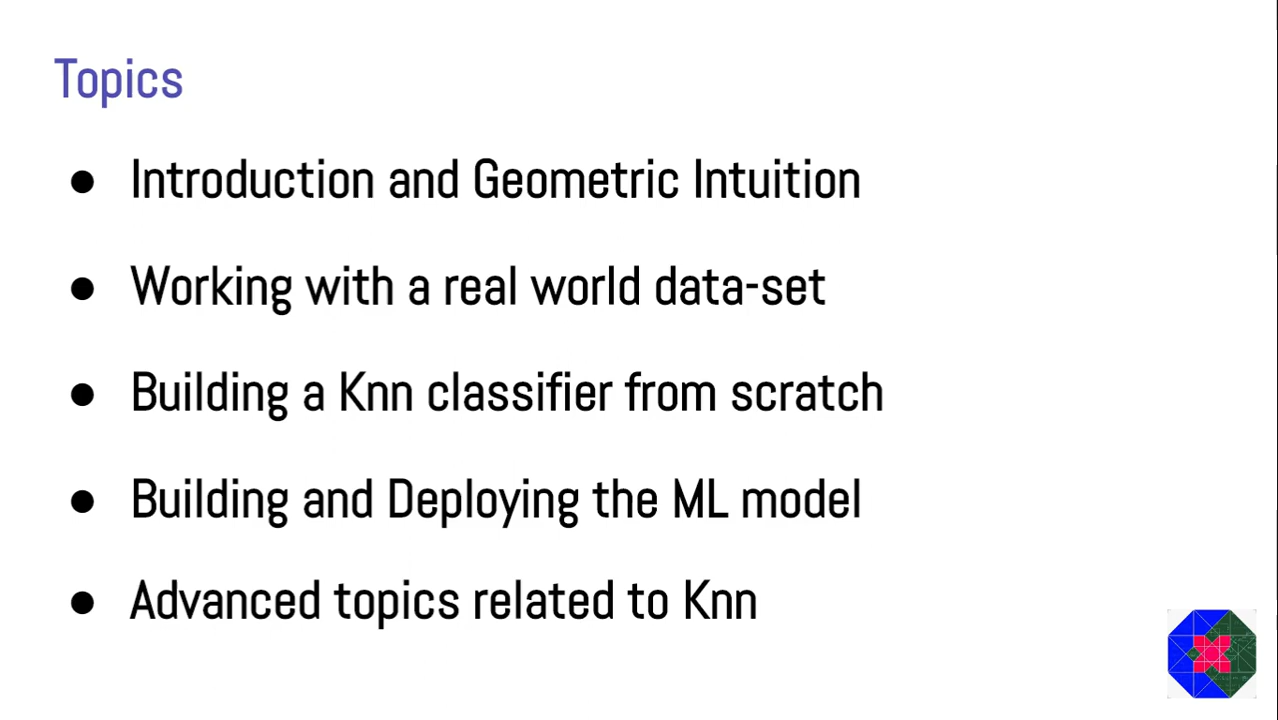 Topics
● Introduction and Geometric Intuition
● Working with a real world data-set
● Building a Knn classifier from scratch
● Building and Deploying the ML model
● Advanced topics related to Knn